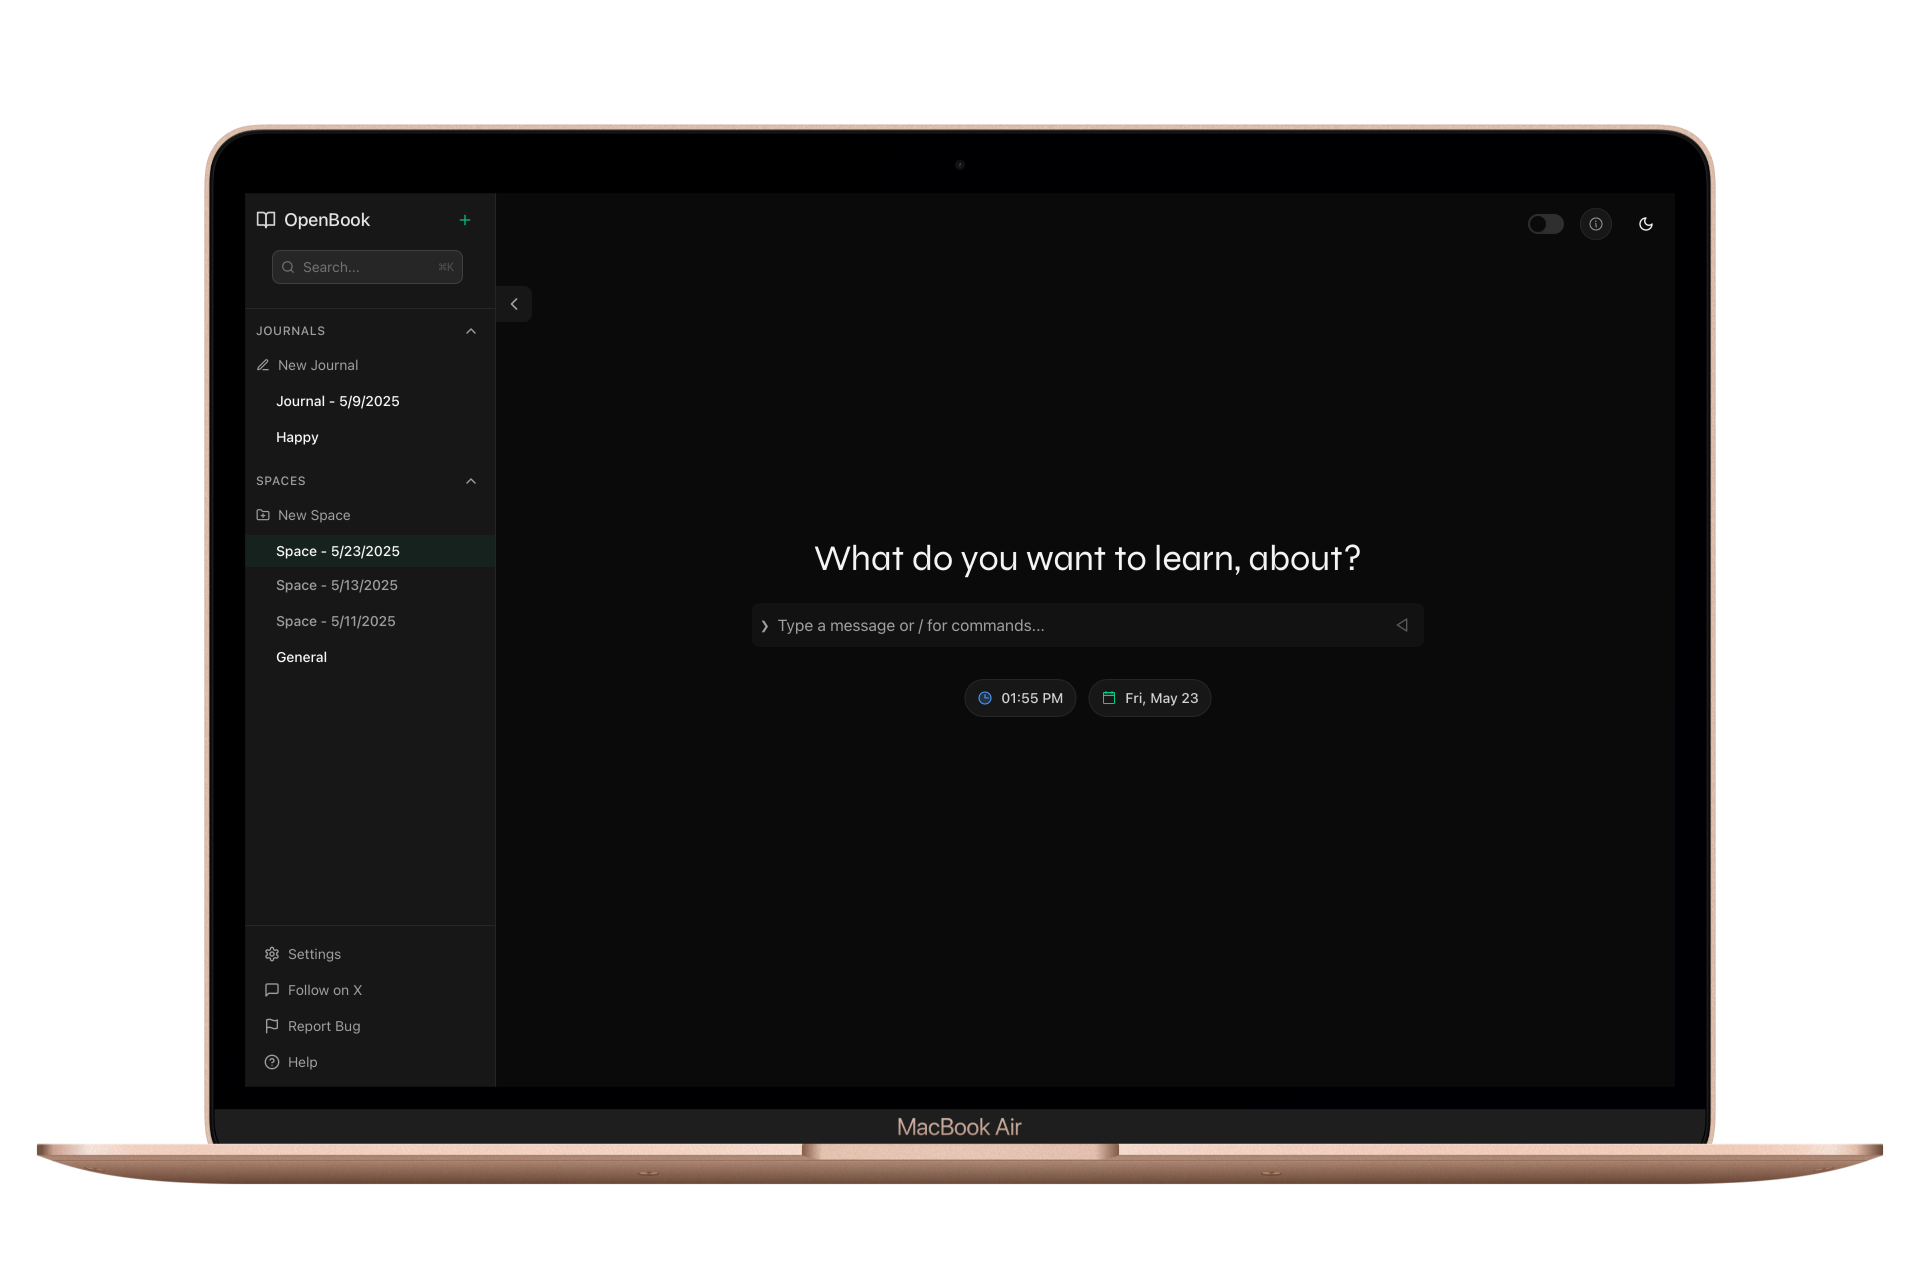 OpenBook
Search...
⌘K
JOURNALS
New Journal
Journal - 5/9/2025
Happy
SPACES
New Space
Space - 5/23/2025
Space - 5/13/2025
Space - 5/11/2025
General
Settings
Follow on X
Report Bug
Help
What do you want to learn, about?
Type a message or / for commands...
01:55 PM
Fri, May 23
MacBook Air